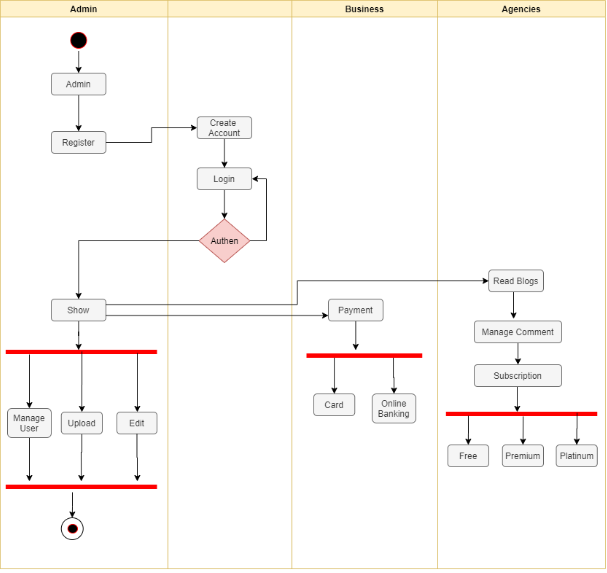 Admin
Business
Agencies
Admin
Register
Create
Account
Login
Authen
Show
Payment
Read Blogs
Manage Comment
Subscription
Manage
User
Upload
Edit
Card
Online
Banking
Free
Premium
Platinum